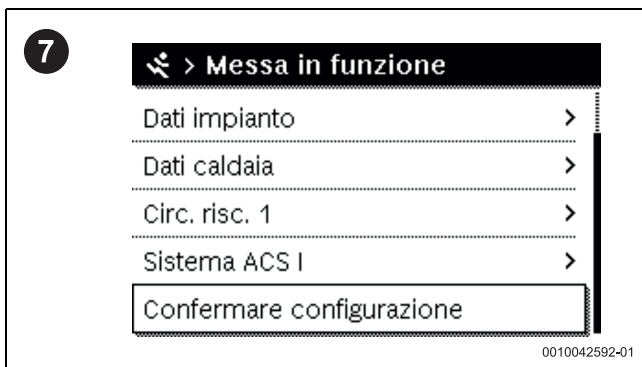 7
> Messa in funzione
Dati impianto >
Dati caldaia >
Circ. risc. 1 >
Sistema ACS I >
Confermare configurazione
0010042592-01